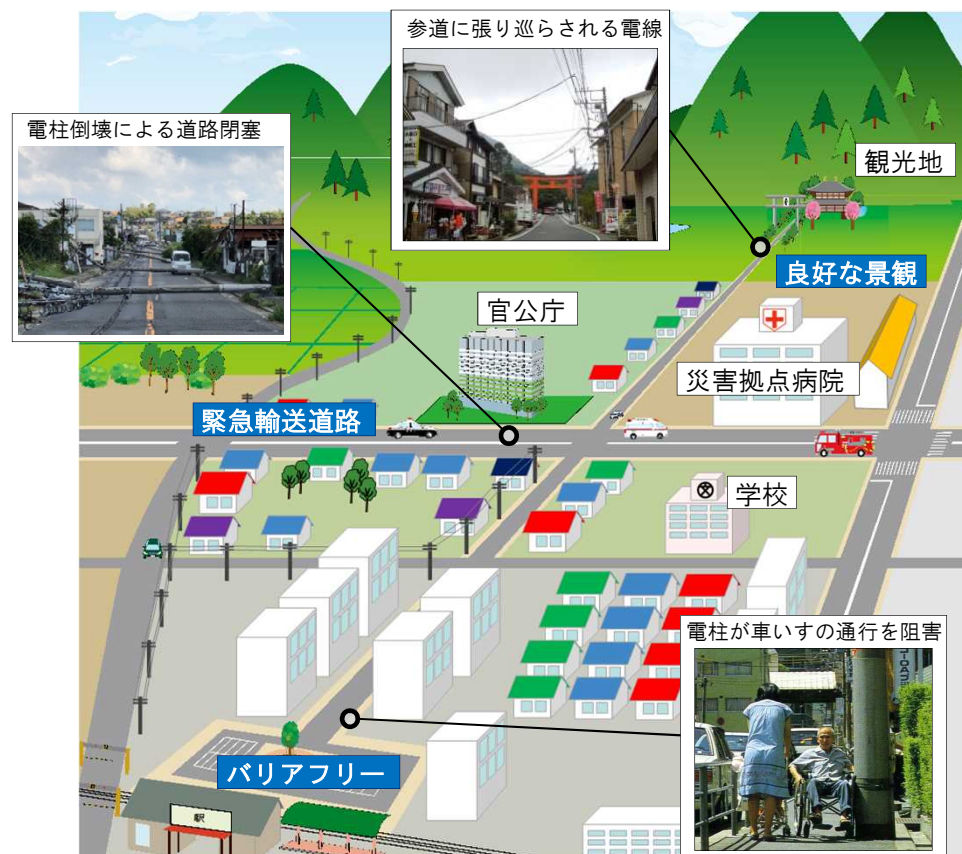 参道に張り巡らされる電線
電柱倒壊による道路閉塞
観光地
良好な景観
官公庁
災害拠点病院
緊急輸送道路
学校
文
電柱が車いすの通行を阻害
バリアフリー
駅